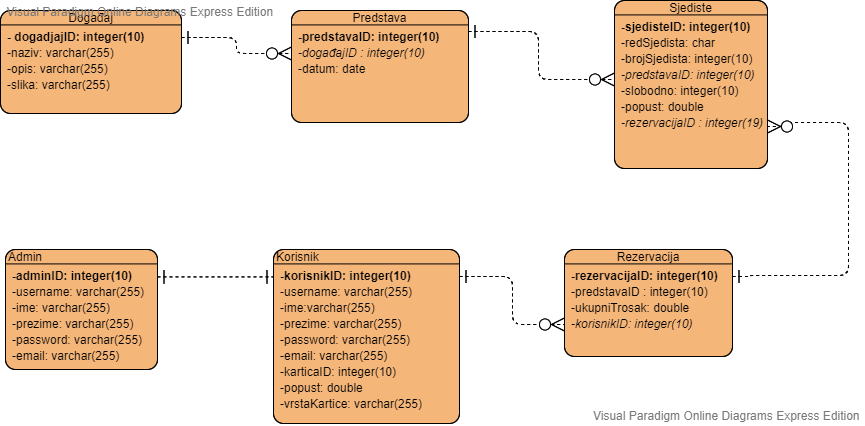 Visual Paradigm Online Diagrams Express Edition
Događaj
- dogadjajID: integer(10)
-naziv: varchar(255)
-opis: varchar(255)
-slika: varchar(255)
Predstava
-predstavaID: integer(10)
-događajID : integer(10)
-datum: date
Sjediste
-sjedisteID: integer(10)
-redSjedista: char
-brojSjedista: integer(10)
-predstavaID: integer(10)
-slobodno: integer(10)
-popust: double
-rezervacijaID : integer(19)
Admin
-adminID: integer(10)
-username: varchar(255)
-ime: varchar(255)
-prezime: varchar(255)
-password: varchar(255)
-email: varchar(255)
Korisnik
-korisnikID: integer(10)
-username: varchar(255)
-ime:varchar(255)
-prezime: varchar(255)
-password: varchar(255)
-email: varchar(255)
-karticaID: integer(10)
-popust: double
-vrstaKartice: varchar(255)
Rezervacija
-rezervacijaID: integer(10)
-predstavaID : integer(10)
-ukupniTrosak: double
-korisnikID: integer(10)
Visual Paradigm Online Diagrams Express Edition